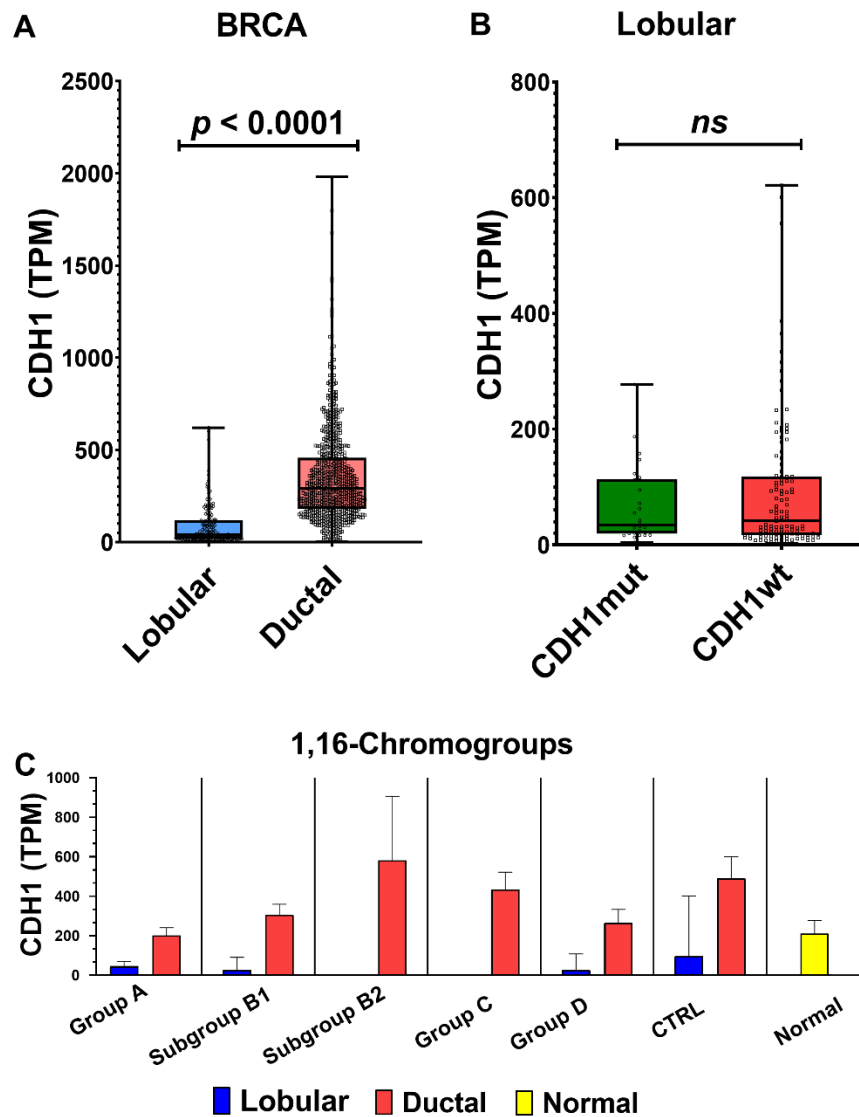 A
BRCA
CDH1 (TPM)
2500
2000
1500
1000
500
0
p < 0.0001
Lobular
Ductal
B
Lobular
CDH1 (TPM)
800
600
400
200
0
ns
CDH1mut
CDH1wt
C
1,16-Chromogroups
CDH1 (TPM)
1000
800
600
400
200
0
Group A
Subgroup B1
Subgroup B2
Group C
Group D
CTRL
Normal
Lobular Ductal Normal